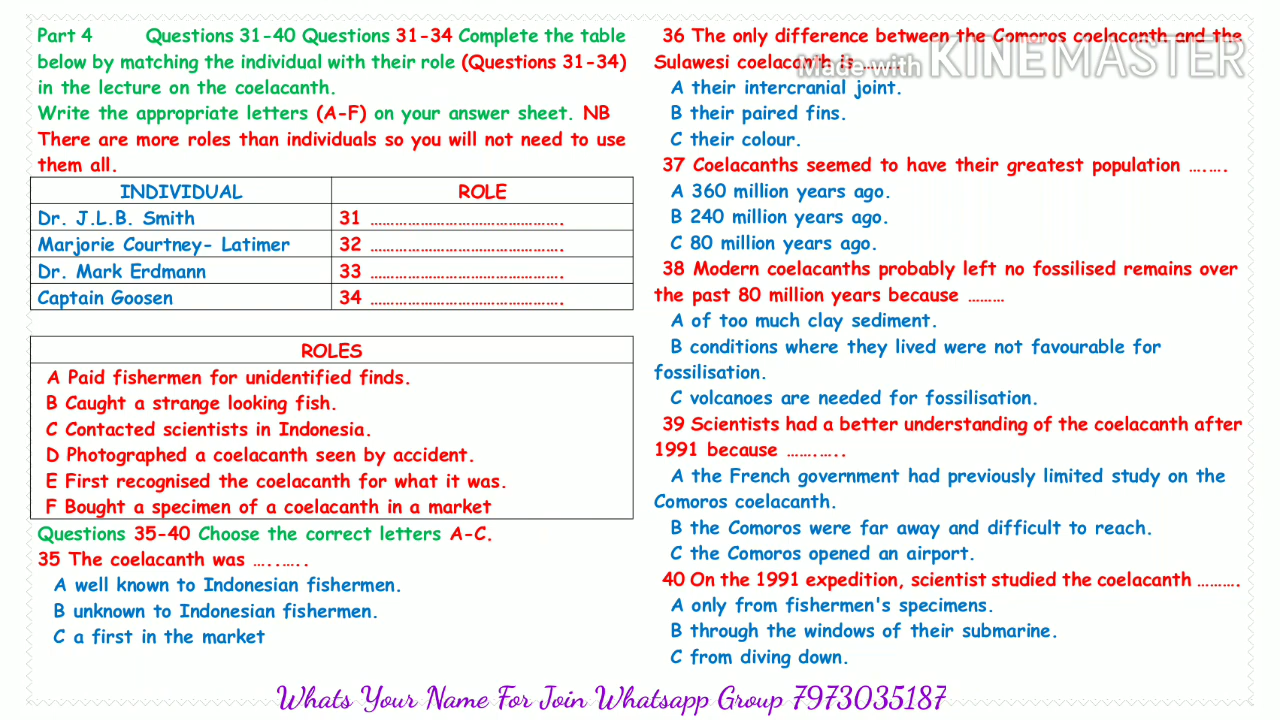 Part 4 Questions 31-40 Questions 31-34 Complete the table
below by matching the individual with their role (Questions 31-34)
in the lecture on the coelacanth.
Write the appropriate letters (A-F) on your answer sheet. NB
There are more roles than individuals so you will not need to use
them all.
INDIVIDUAL ROLE
Dr. J.L.B. Smith 31 ……………………………………….
Marjorie Courtney- Latimer 32 ……………………………………….
Dr. Mark Erdmann 33 ……………………………………….
Captain Goosen 34 ……………………………………….
ROLES
A Paid fishermen for unidentified finds.
B Caught a strange looking fish.
C Contacted scientists in Indonesia.
D Photographed a coelacanth seen by accident.
E First recognised the coelacanth for what it was.
F Bought a specimen of a coelacanth in a market
Questions 35-40 Choose the correct letters A-C.
35 The coelacanth was …..…..
A well known to Indonesian fishermen.
B unknown to Indonesian fishermen.
C a first in the market
36 The only difference between the Comoros coelacanth and the
Sulawesi coelacanth is ………
A their intercranial joint.
B their paired fins.
C their colour.
37 Coelacanths seemed to have their greatest population …..….
A 360 million years ago.
B 240 million years ago.
C 80 million years ago.
38 Modern coelacanths probably left no fossilised remains over
the past 80 million years because ………
A of too much clay sediment.
B conditions where they lived were not favourable for
fossilisation.
C volcanoes are needed for fossilisation.
39 Scientists had a better understanding of the coelacanth after
1991 because …….…..
A the French government had previously limited study on the
Comoros coelacanth.
B the Comoros were far away and difficult to reach.
C the Comoros opened an airport.
40 On the 1991 expedition, scientist studied the coelacanth ……….
A only from fishermen's specimens.
B through the windows of their submarine.
C from diving down.
Made with KINEMASTER
Whats Your Name For Join Whatsapp Group 7973035187